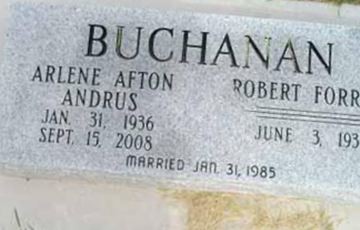 BUCHANAN
ARLENE AFTON
ANDRUS
JAN. 31, 1936
SEPT. 15, 2008
ROBERT FORR
JUNE 3, 193
MARRIED JAN. 31, 1985